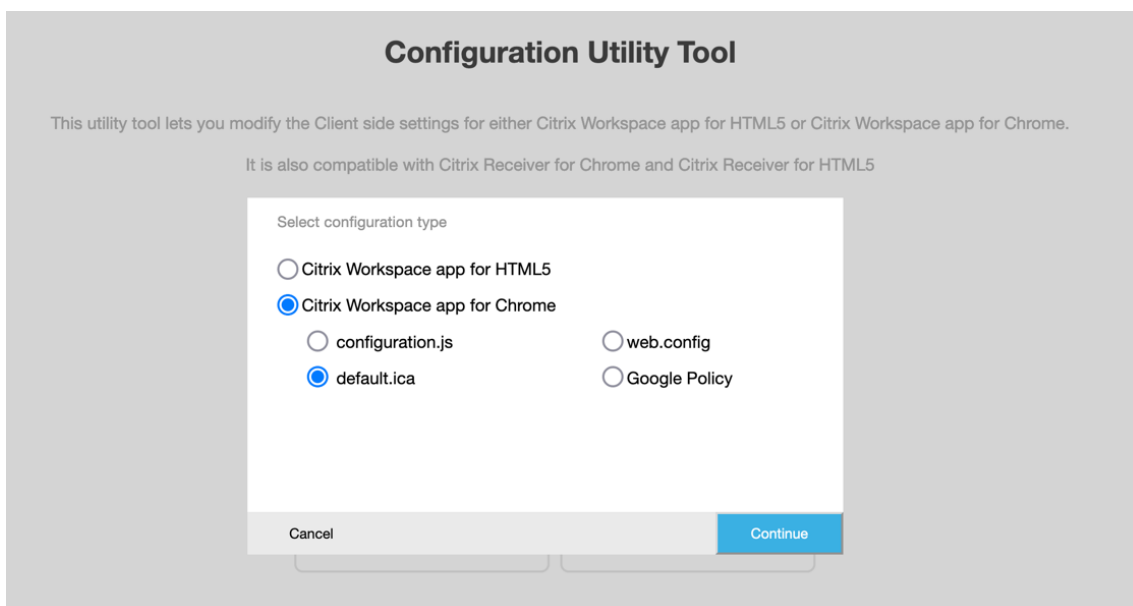 Configuration Utility Tool
This utility tool lets you modify the Client side settings for either Citrix Workspace app for HTML5 or Citrix Workspace app for Chrome.
It is also compatible with Citrix Receiver for Chrome and Citrix Receiver for HTML5
Select configuration type
Citrix Workspace app for HTML5
Citrix Workspace app for Chrome
configuration.js web.config
default.ica Google Policy
Cancel Continue